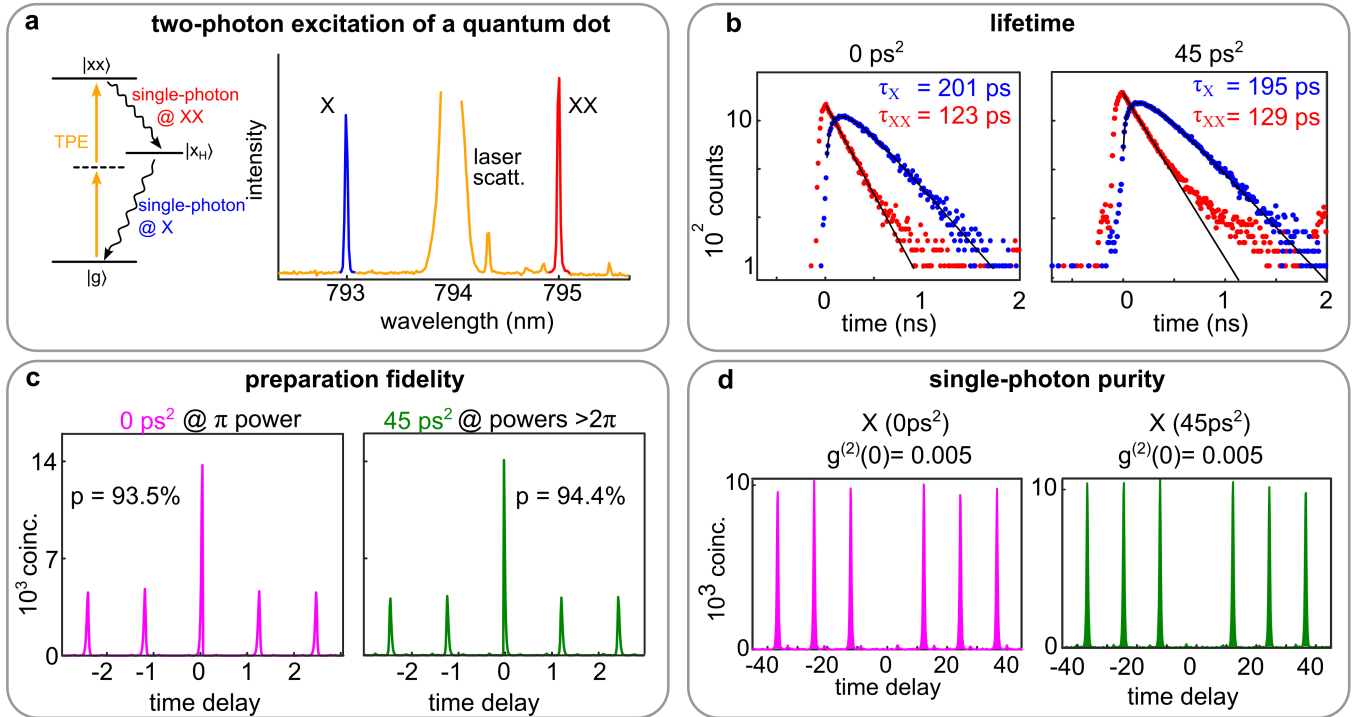 a two-photon excitation of a quantum dot
|xx⟩
single-photon
@ XX
TPE
|x_H⟩
single-photon
@ X
|g⟩
intensity
X
XX
laser
scatt.
793 794 795
wavelength (nm)
b lifetime
0 ps²
τ_X = 201 ps
τ_XX = 123 ps
10² counts
10
1
0 1 2
time (ns)
45 ps²
τ_X = 195 ps
τ_XX = 129 ps
0 1 2
time (ns)
c preparation fidelity
0 ps² @ π power
p = 93.5%
10³ coinc.
14
7
0
-2 -1 0 1 2
time delay
45 ps² @ powers >2π
p = 94.4%
-2 -1 0 1 2
time delay
d single-photon purity
X (0ps²)
g⁽²⁾(0)= 0.005
10³ coinc.
10
0
-40 -20 0 20 40
time delay
X (45ps²)
g⁽²⁾(0)= 0.005
10
0
-40 -20 0 20 40
time delay